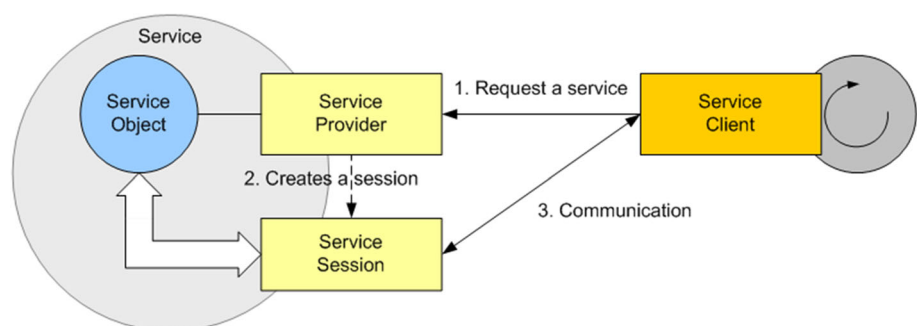 Service
Service
Object
Service
Provider
1. Request a service
Service
Client
2. Creates a session
3. Communication
Service
Session